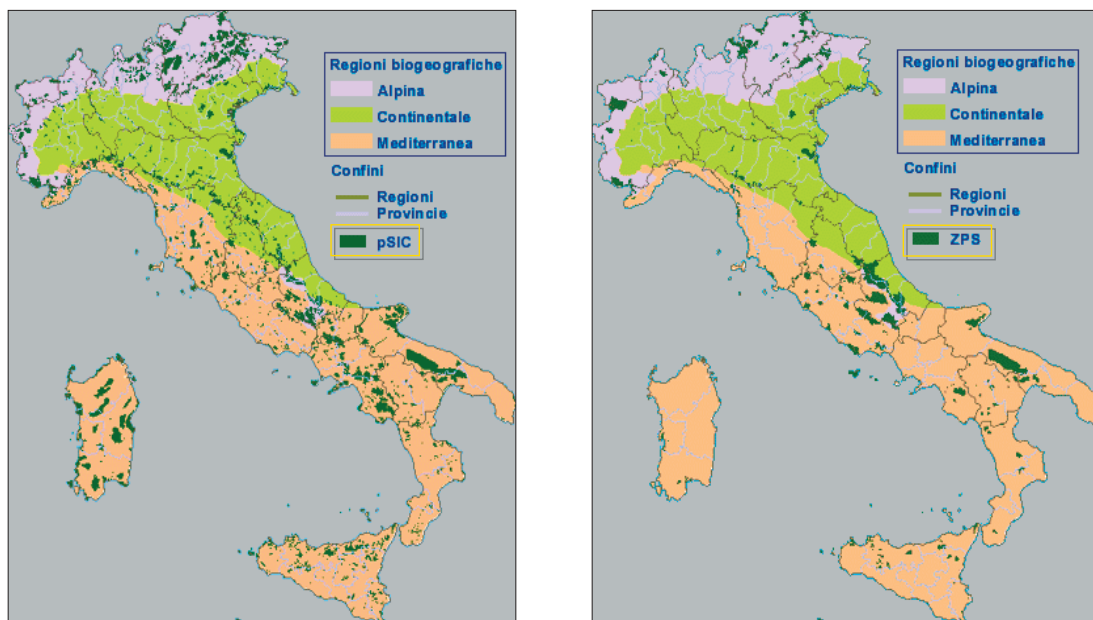 Regioni biogeografiche
Alpina
Continentale
Mediterranea
Confini
Regioni
Provincie
pSIC
Regioni biogeografiche
Alpina
Continentale
Mediterranea
Confini
Regioni
Provincie
ZPS